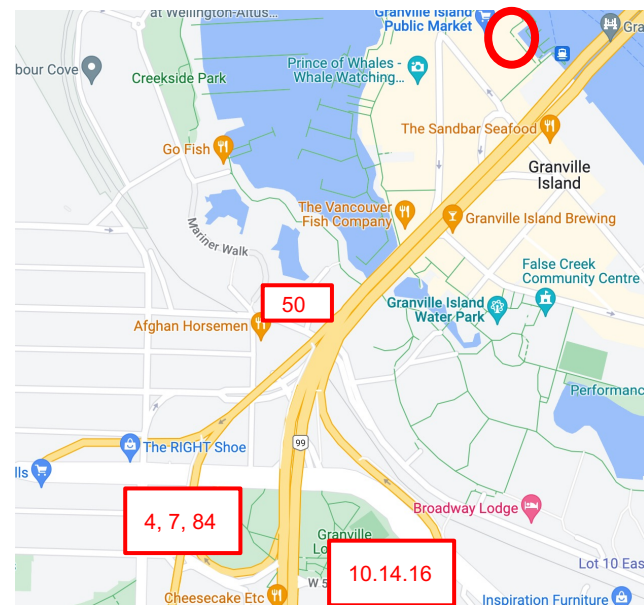 at Wellington-Altus...
Granville Island
Public Market
Gra
bour Cove
Creekside Park
Prince of Whales -
Whale Watching...
The Sandbar Seafood
Go Fish
Granville
Island
The Vancouver
Fish Company
Granville Island Brewing
Mariner Walk
False Creek
Community Centre
50
Granville Island
Water Park
Afghan Horsemen
Performanc
99
The RIGHT Shoe
lls
4, 7, 84
Broadway Lodge
Granville
Lo
10.14.16
Lot 10 Eas
W 5
Cheesecake Etc
Inspiration Furniture